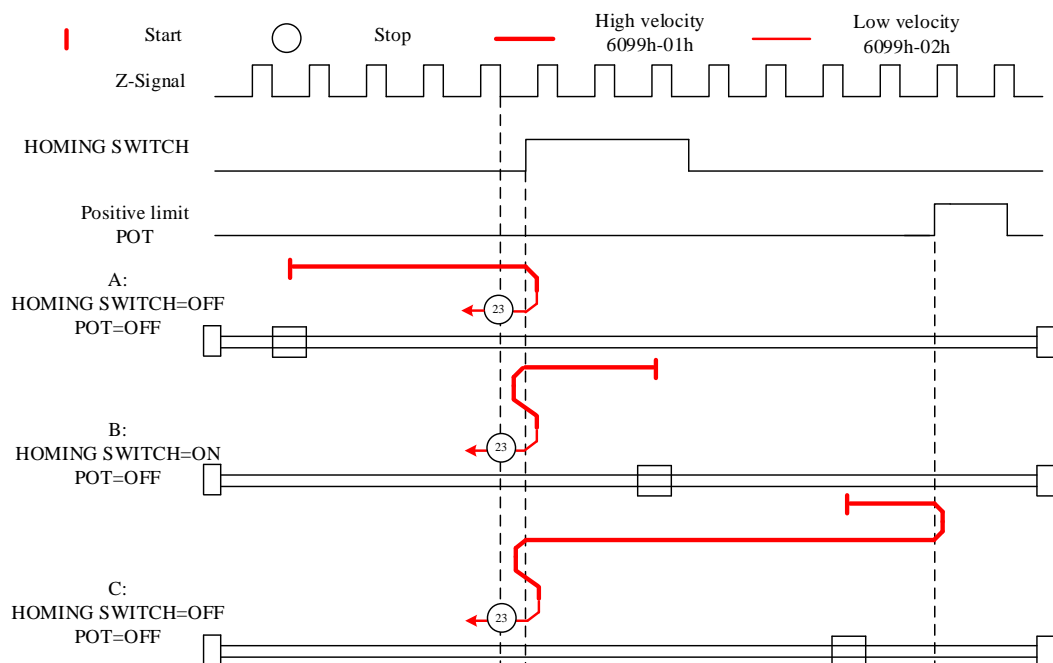 Start
Stop
High velocity
6099h-01h
Low velocity
6099h-02h
Z-Signal
HOMING SWITCH
Positive limit
POT
A:
HOMING SWITCH=OFF
POT=OFF
23
B:
HOMING SWITCH=ON
POT=OFF
23
C:
HOMING SWITCH=OFF
POT=OFF
23